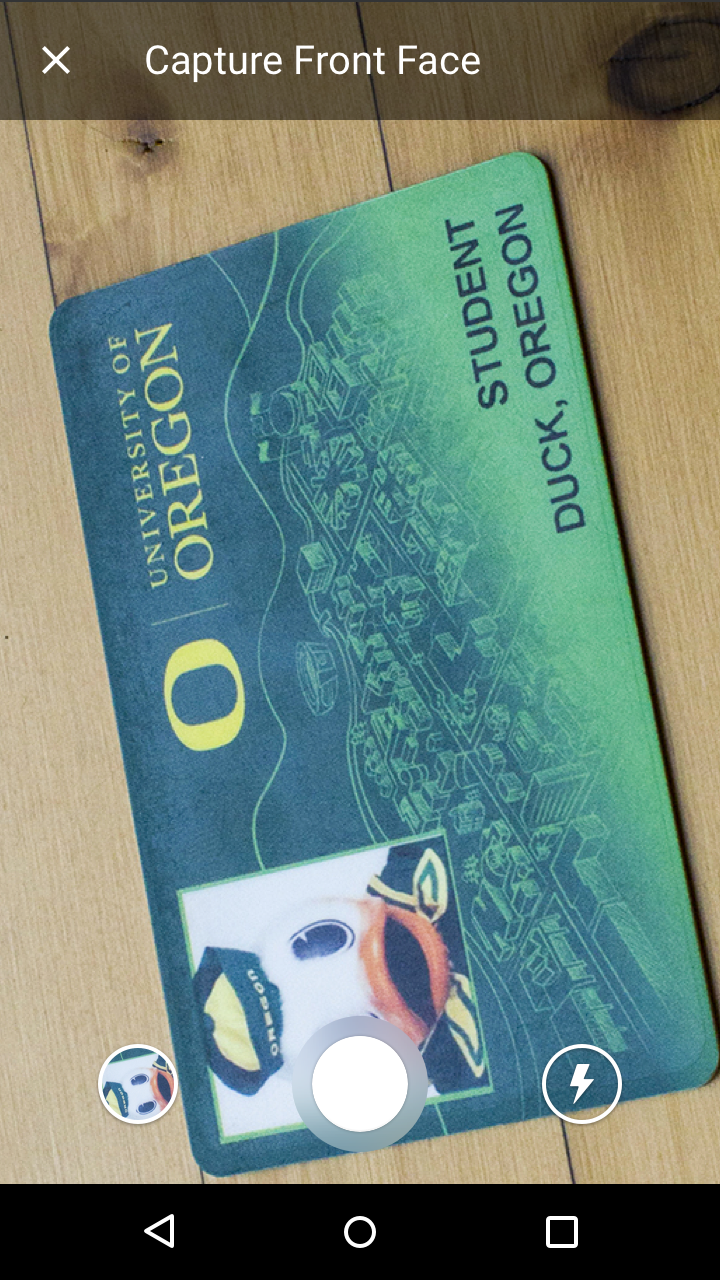 Capture Front Face
UNIVERSITY OF
OREGON
O
STUDENT
DUCK, OREGON
OREGON